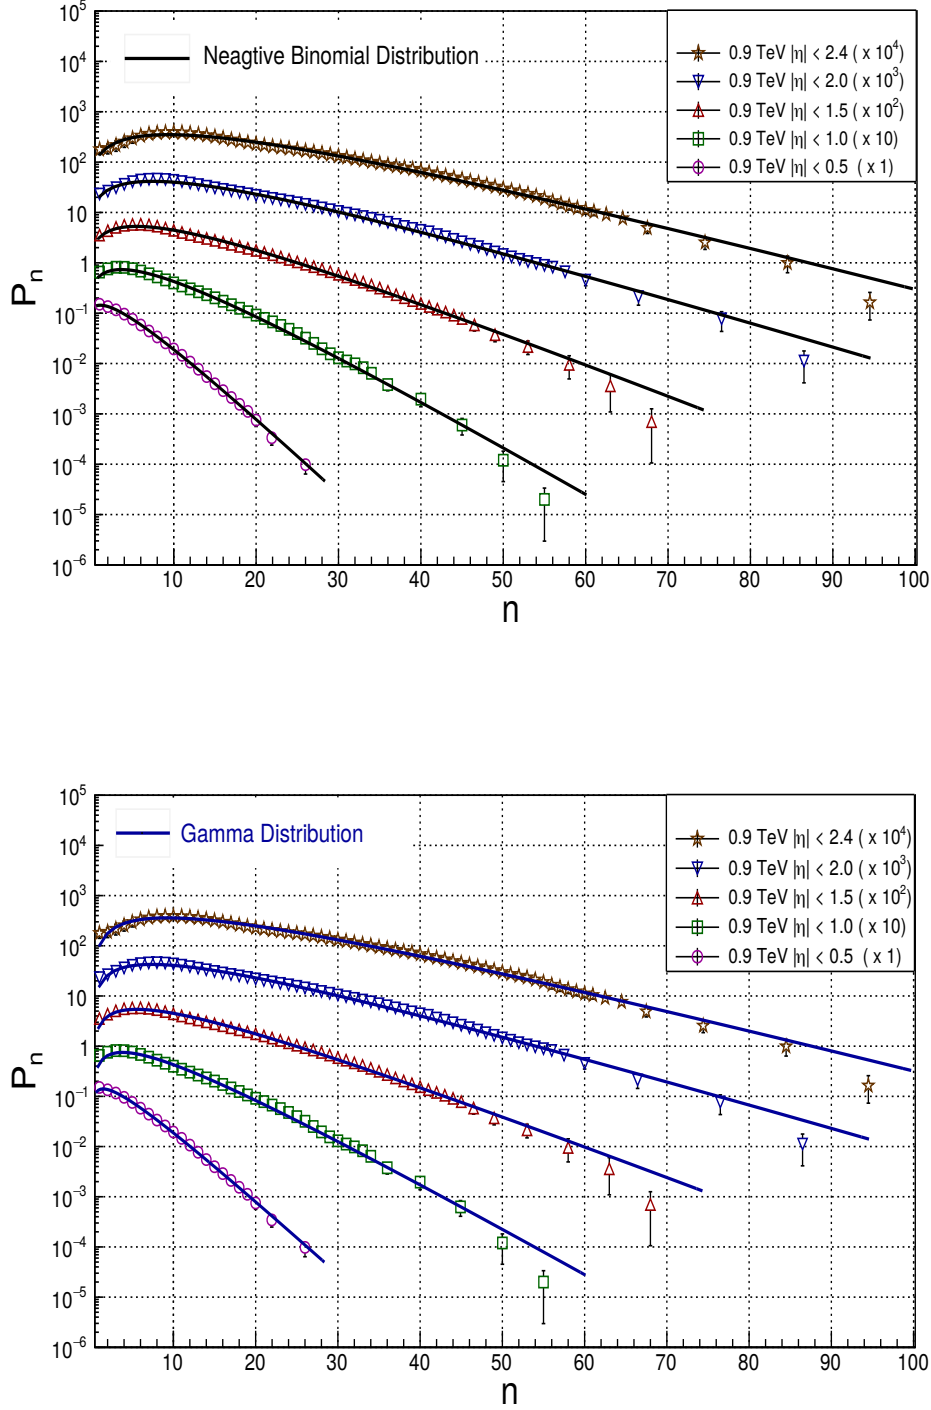 10^5
10^4
10^3
10^2
10
1
10^-1
10^-2
10^-3
10^-4
10^-5
10^-6
P_n
Neagtive Binomial Distribution
0.9 TeV |η| < 2.4 ( x 10^4)
0.9 TeV |η| < 2.0 ( x 10^3)
0.9 TeV |η| < 1.5 ( x 10^2)
0.9 TeV |η| < 1.0 ( x 10)
0.9 TeV |η| < 0.5 ( x 1)
10 20 30 40 50 60 70 80 90 100
n
10^5
10^4
10^3
10^2
10
1
10^-1
10^-2
10^-3
10^-4
10^-5
10^-6
P_n
Gamma Distribution
0.9 TeV |η| < 2.4 ( x 10^4)
0.9 TeV |η| < 2.0 ( x 10^3)
0.9 TeV |η| < 1.5 ( x 10^2)
0.9 TeV |η| < 1.0 ( x 10)
0.9 TeV |η| < 0.5 ( x 1)
10 20 30 40 50 60 70 80 90 100
n